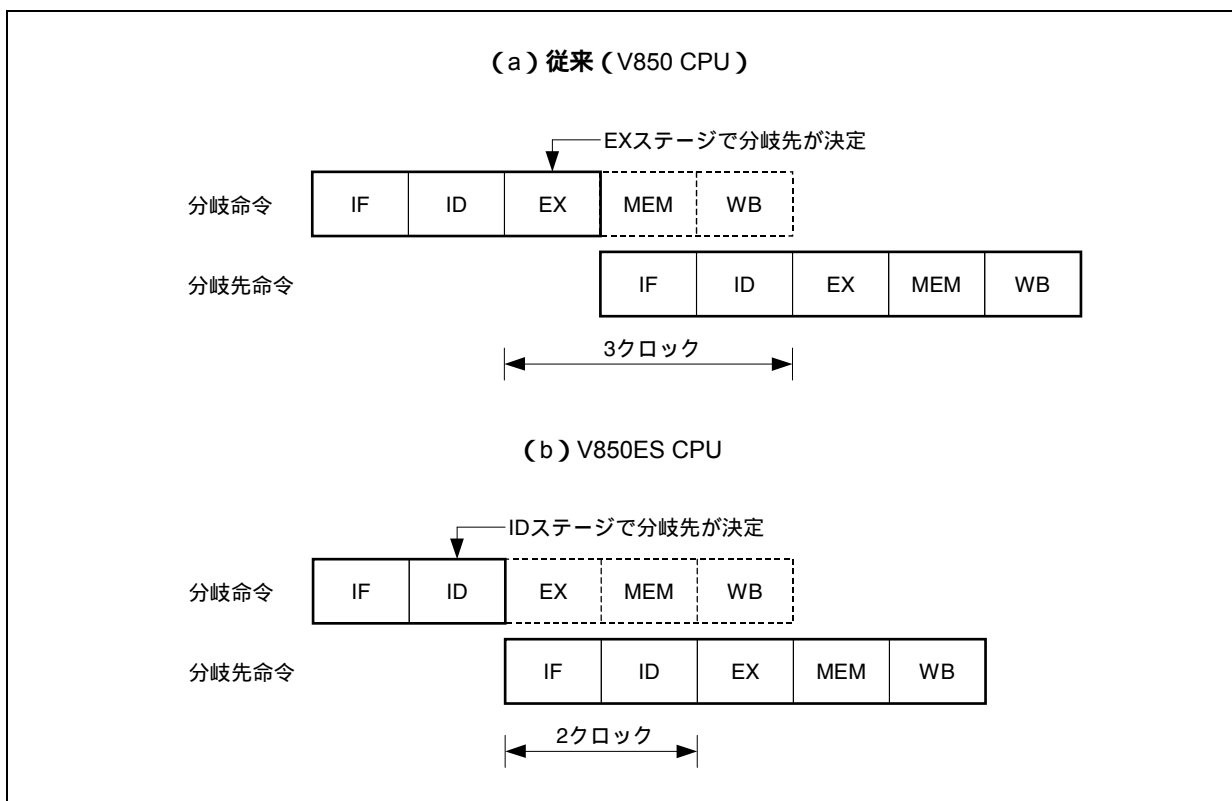 （a）従来（V850 CPU）
EXステージで分岐先が決定
分岐命令 IF ID EX MEM WB
分岐先命令 IF ID EX MEM WB
3クロック
（b）V850ES CPU
IDステージで分岐先が決定
分岐命令 IF ID EX MEM WB
分岐先命令 IF ID EX MEM WB
2クロック